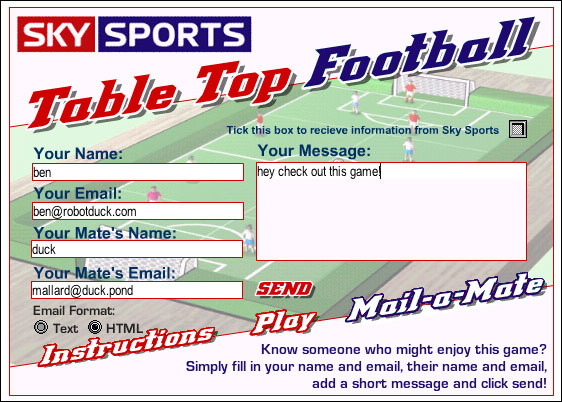 SKY SPORTS
Table Top Football
Tick this box to recieve information from Sky Sports
Your Name:
ben
Your Email:
ben@robotduck.com
Your Mate's Name:
duck
Your Mate's Email:
mallard@duck.pond
Your Message:
hey check out this game!
Email Format:
Text HTML
SEND
Instructions
Play
Mail-a-Mate
Know someone who might enjoy this game?
Simply fill in your name and email, their name and email,
add a short message and click send!